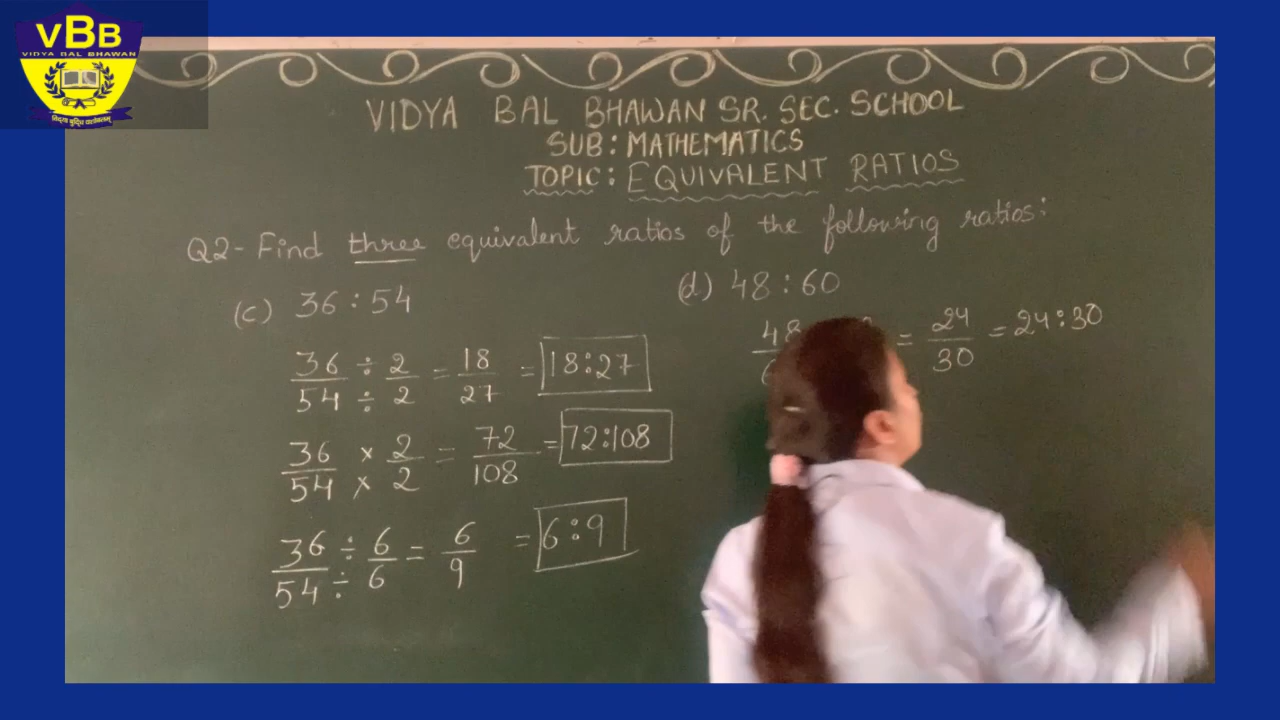 VBB
VIDYA BAL BHAWAN
VIDYA BAL BHAWAN SR. SEC. SCHOOL
SUB: MATHEMATICS
TOPIC: EQUIVALENT RATIOS
Q2- Find three equivalent ratios of the following ratios:
(c) 36:54
36/54 ÷/÷ 2/2 = 18/27 = 18:27
36/54 ×/× 2/2 = 72/108 = 72:108
36/54 ÷/÷ 6/6 = 6/9 = 6:9
(d) 48:60
48 = 24/30 = 24:30